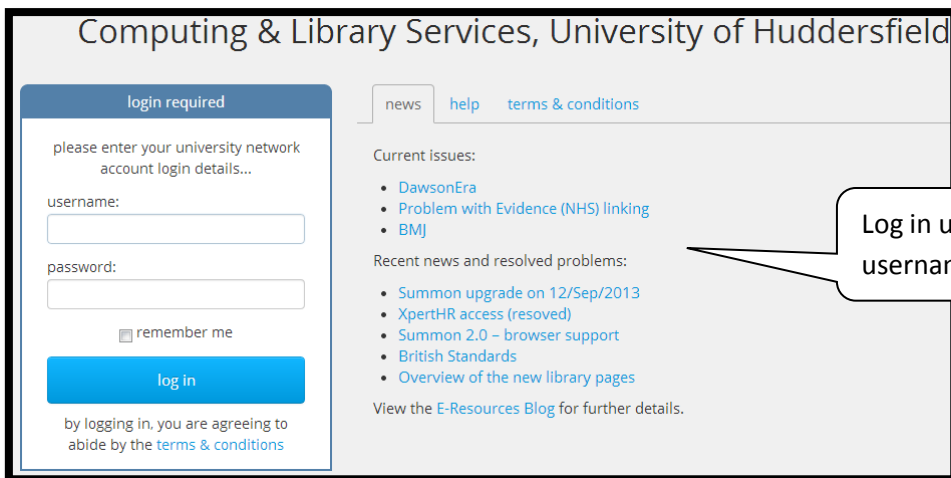 Computing & Library Services, University of Huddersfield
login required
please enter your university network
account login details...
username:
password:
remember me
log in
by logging in, you are agreeing to
abide by the terms & conditions
news help terms & conditions
Current issues:
DawsonEra
Problem with Evidence (NHS) linking
BMJ
Recent news and resolved problems:
Summon upgrade on 12/Sep/2013
XpertHR access (resoved)
Summon 2.0 – browser support
British Standards
Overview of the new library pages
View the E-Resources Blog for further details.
Log in